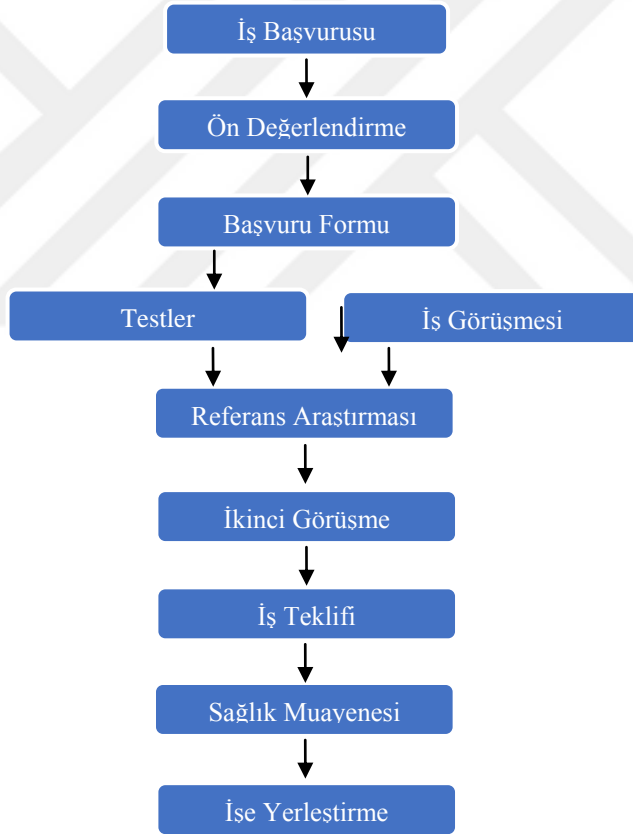 İş Başvurusu
Ön Değerlendirme
Başvuru Formu
Testler
İş Görüşmesi
Referans Araştırması
İkinci Görüşme
İş Teklifi
Sağlık Muayenesi
İşe Yerleştirme